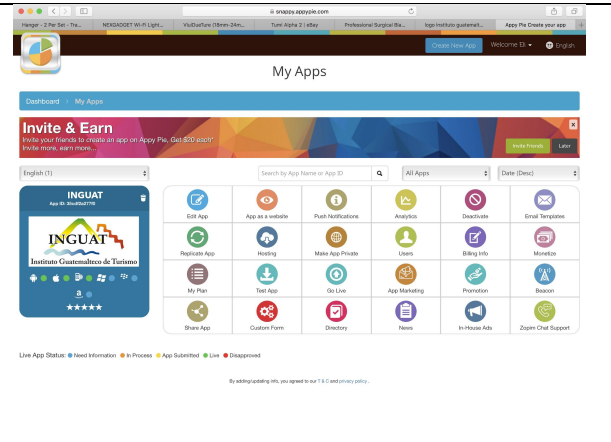 snappy.appypie.com
Hanger - 2 Per Set - Tra...
NEXGADGET Wi-Fi Light...
ViuiDueTure (18mm-24m...
Tumi Alpha 2 | eBay
Professional Surgical Bla...
logo instituto guatemalt...
Appy Pie Create your app
Create New App
Welcome Eli
English
My Apps
Dashboard
My Apps
Invite & Earn
Invite your friends to create an app on Appy Pie, Get $20 each*
Invite more, earn more...
Invite Friends
Later
English (1)
Search by App Name or App ID
All Apps
Date (Desc)
INGUAT
INGUAT
Instituto Guatemalteco de Turismo
Edit App
App as a website
Push Notifications
Analytics
Deactivate
Email Templates
Replicate App
Hosting
Make App Private
Users
Billing Info
Monetize
My Plan
Test App
Go Live
App Marketing
Promotion
Beacon
Share App
Custom Form
Directory
News
In-House Ads
Zopim Chat Support
Live App Status: Need Information In Process App Submitted Live Disapproved
By adding/updating info, you agreed to our T & C and privacy policy .